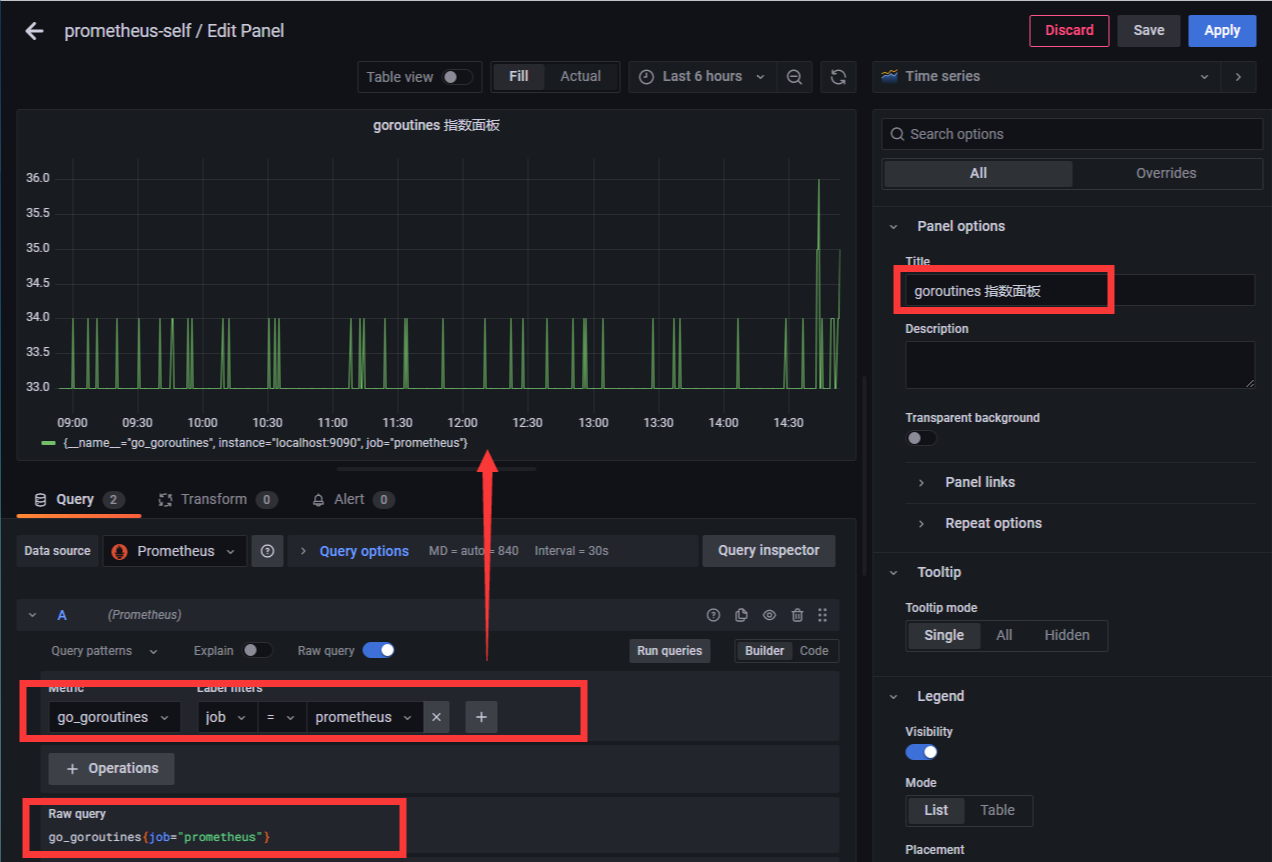 prometheus-self / Edit Panel
Discard
Save
Apply
Table view
Fill
Actual
Last 6 hours
Time series
goroutines 指数面板
36.0
35.5
35.0
34.5
34.0
33.5
33.0
09:00 09:30 10:00 10:30 11:00 11:30 12:00 12:30 13:00 13:30 14:00 14:30
{__name__="go_goroutines", instance="localhost:9090", job="prometheus"}
Query 2
Transform 0
Alert 0
Data source
Prometheus
Query options
MD = auto = 840
Interval = 30s
Query inspector
A
(Prometheus)
Query patterns
Explain
Raw query
Run queries
Builder
Code
Metric
Label filters
go_goroutines
job
=
prometheus
+ Operations
Raw query
go_goroutines{job="prometheus"}
Search options
All
Overrides
Panel options
Title
goroutines 指数面板
Description
Transparent background
Panel links
Repeat options
Tooltip
Tooltip mode
Single
All
Hidden
Legend
Visibility
Mode
List
Table
Placement